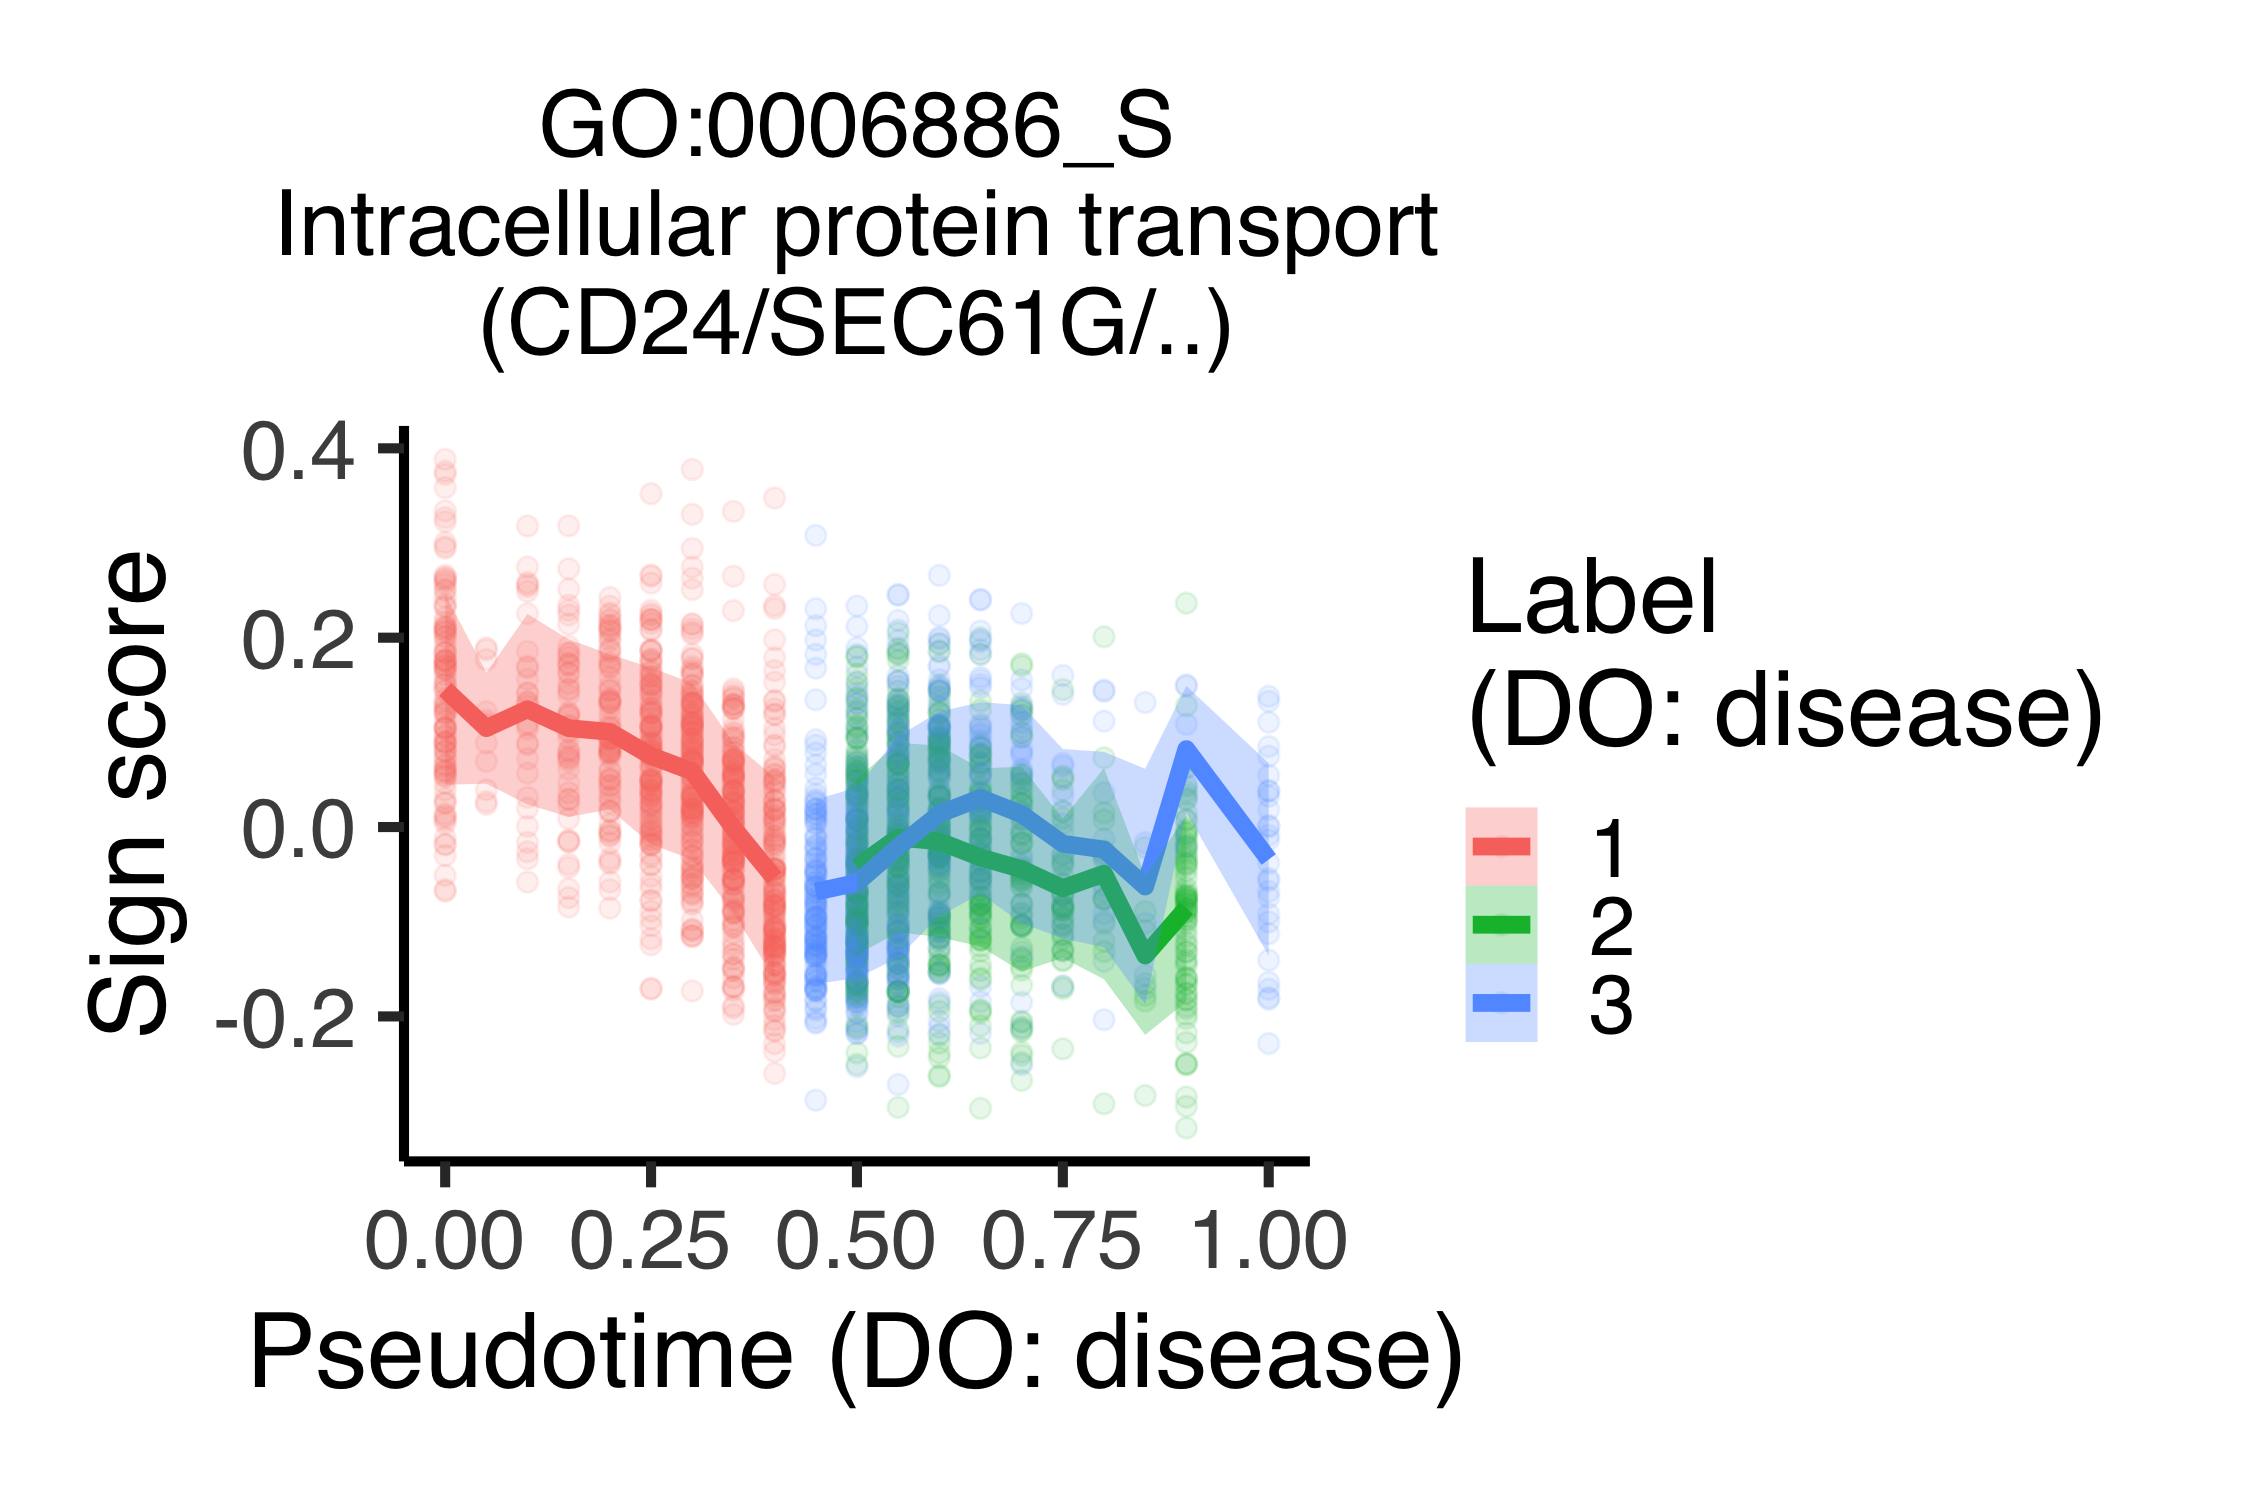 GO:0006886_S
Intracellular protein transport
(CD24/SEC61G/..)
0.4
0.2
0.0
-0.2
Sign score
0.00 0.25 0.50 0.75 1.00
Pseudotime (DO: disease)
Label
(DO: disease)
1
2
3